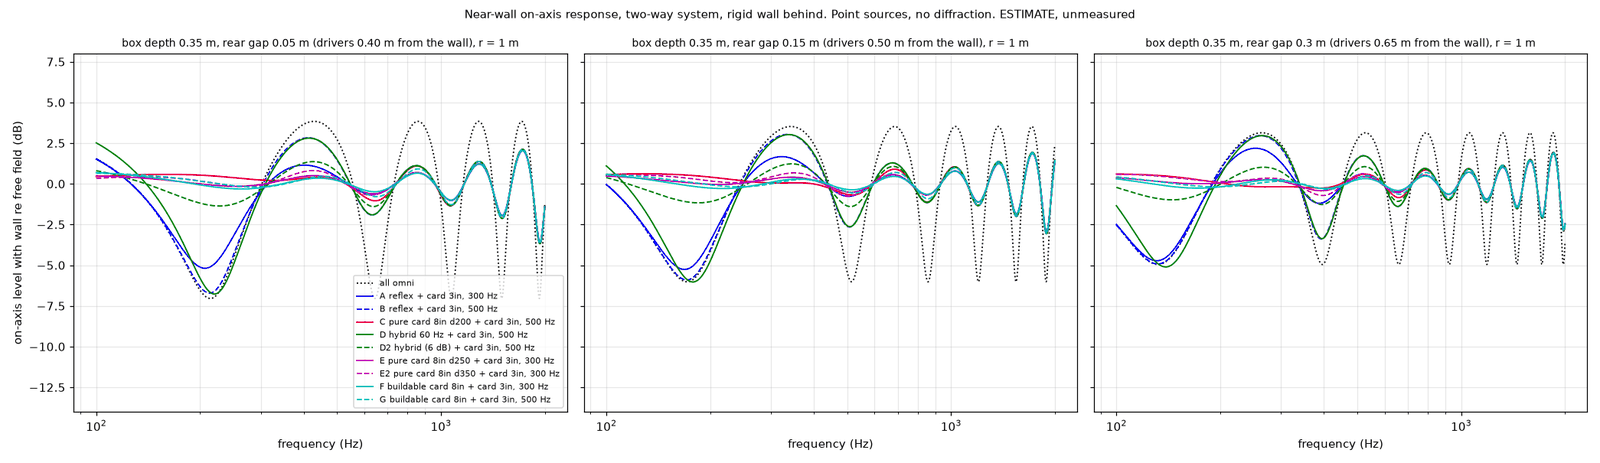 Near-wall on-axis response, two-way system, rigid wall behind. Point sources, no diffraction. ESTIMATE, unmeasured
box depth 0.35 m, rear gap 0.05 m (drivers 0.40 m from the wall), r = 1 m
box depth 0.35 m, rear gap 0.15 m (drivers 0.50 m from the wall), r = 1 m
box depth 0.35 m, rear gap 0.3 m (drivers 0.65 m from the wall), r = 1 m
on-axis level with wall re free field (dB)
7.5
5.0
2.5
0.0
−2.5
−5.0
−7.5
−10.0
−12.5
all omni
A reflex + card 3in, 300 Hz
B reflex + card 3in, 500 Hz
C pure card 8in d200 + card 3in, 500 Hz
D hybrid 60 Hz + card 3in, 500 Hz
D2 hybrid (6 dB) + card 3in, 500 Hz
E pure card 8in d250 + card 3in, 300 Hz
E2 pure card 8in d350 + card 3in, 300 Hz
F buildable card 8in + card 3in, 300 Hz
G buildable card 8in + card 3in, 500 Hz
10² 10³
10² 10³
10² 10³
frequency (Hz)
frequency (Hz)
frequency (Hz)